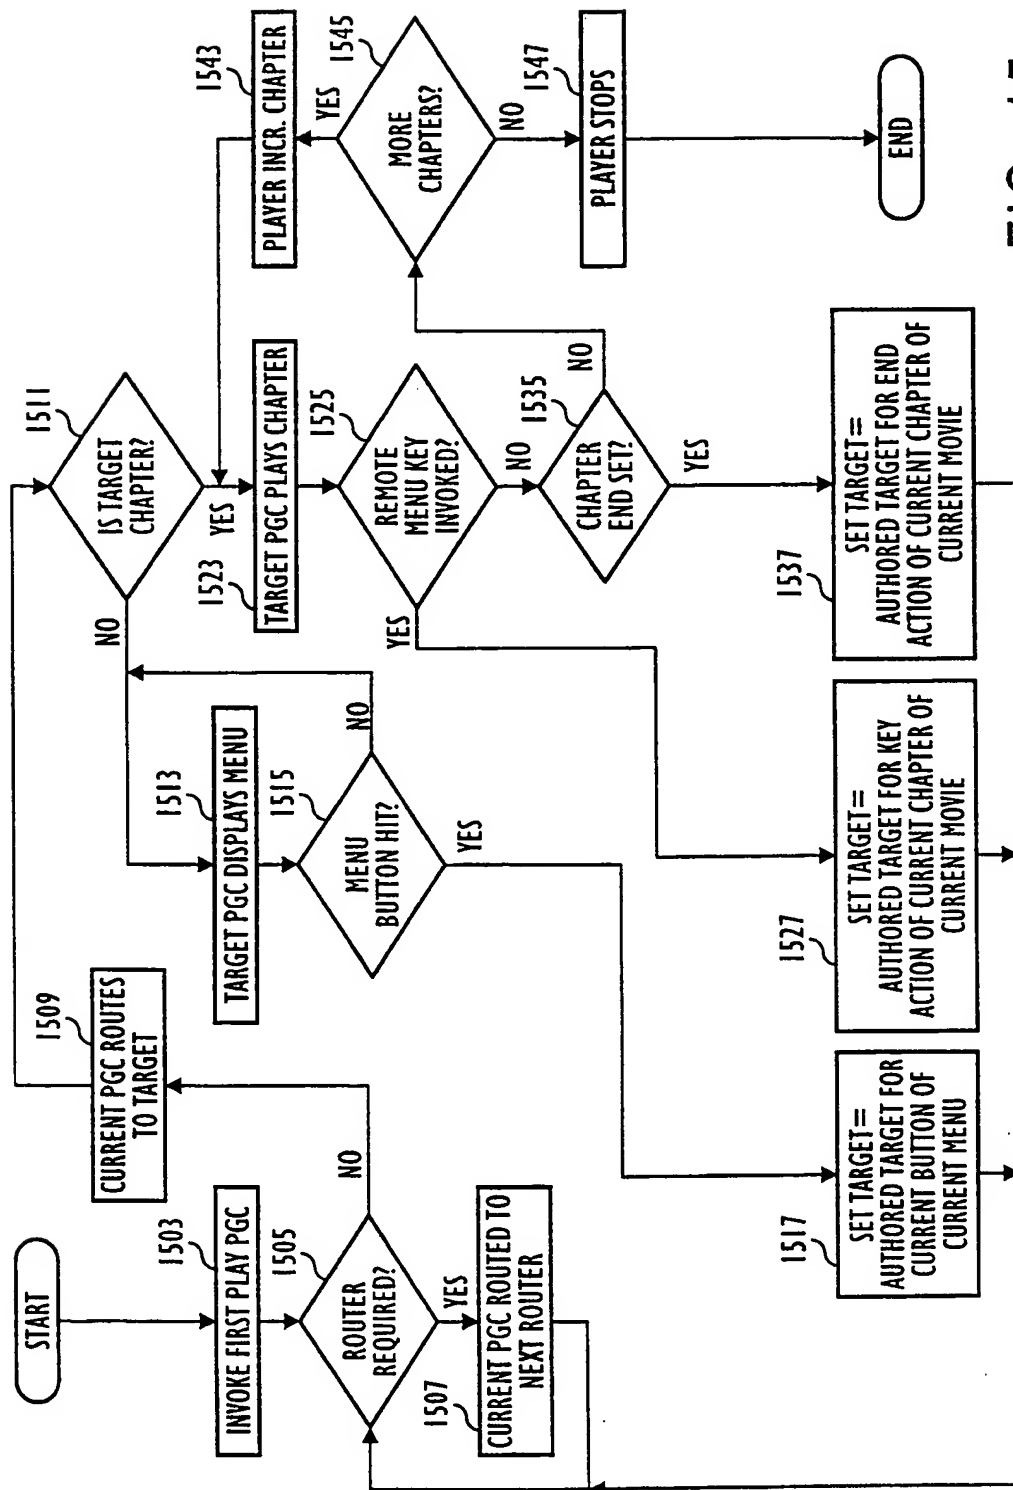 START
1503
INVOKE FIRST PLAY PGC
1505
ROUTER
REQUIRED?
NO
YES
1507
CURRENT PGC ROUTED TO
NEXT ROUTER
1509
CURRENT PGC ROUTES
TO TARGET
1511
IS TARGET
CHAPTER?
NO
YES
1513
TARGET PGC DISPLAYS MENU
1515
MENU
BUTTON HIT?
NO
YES
1517
SET TARGET=
AUTHORED TARGET FOR
CURRENT BUTTON OF
CURRENT MENU
1523
TARGET PGC PLAYS CHAPTER
1525
REMOTE
MENU KEY
INVOKED?
YES
NO
1527
SET TARGET=
AUTHORED TARGET FOR KEY
ACTION OF CURRENT CHAPTER OF
CURRENT MOVIE
1535
CHAPTER
END SET?
NO
YES
1537
SET TARGET=
AUTHORED TARGET FOR END
ACTION OF CURRENT CHAPTER OF
CURRENT MOVIE
1543
PLAYER INCR. CHAPTER
1545
MORE
CHAPTERS?
YES
NO
1547
PLAYER STOPS
END